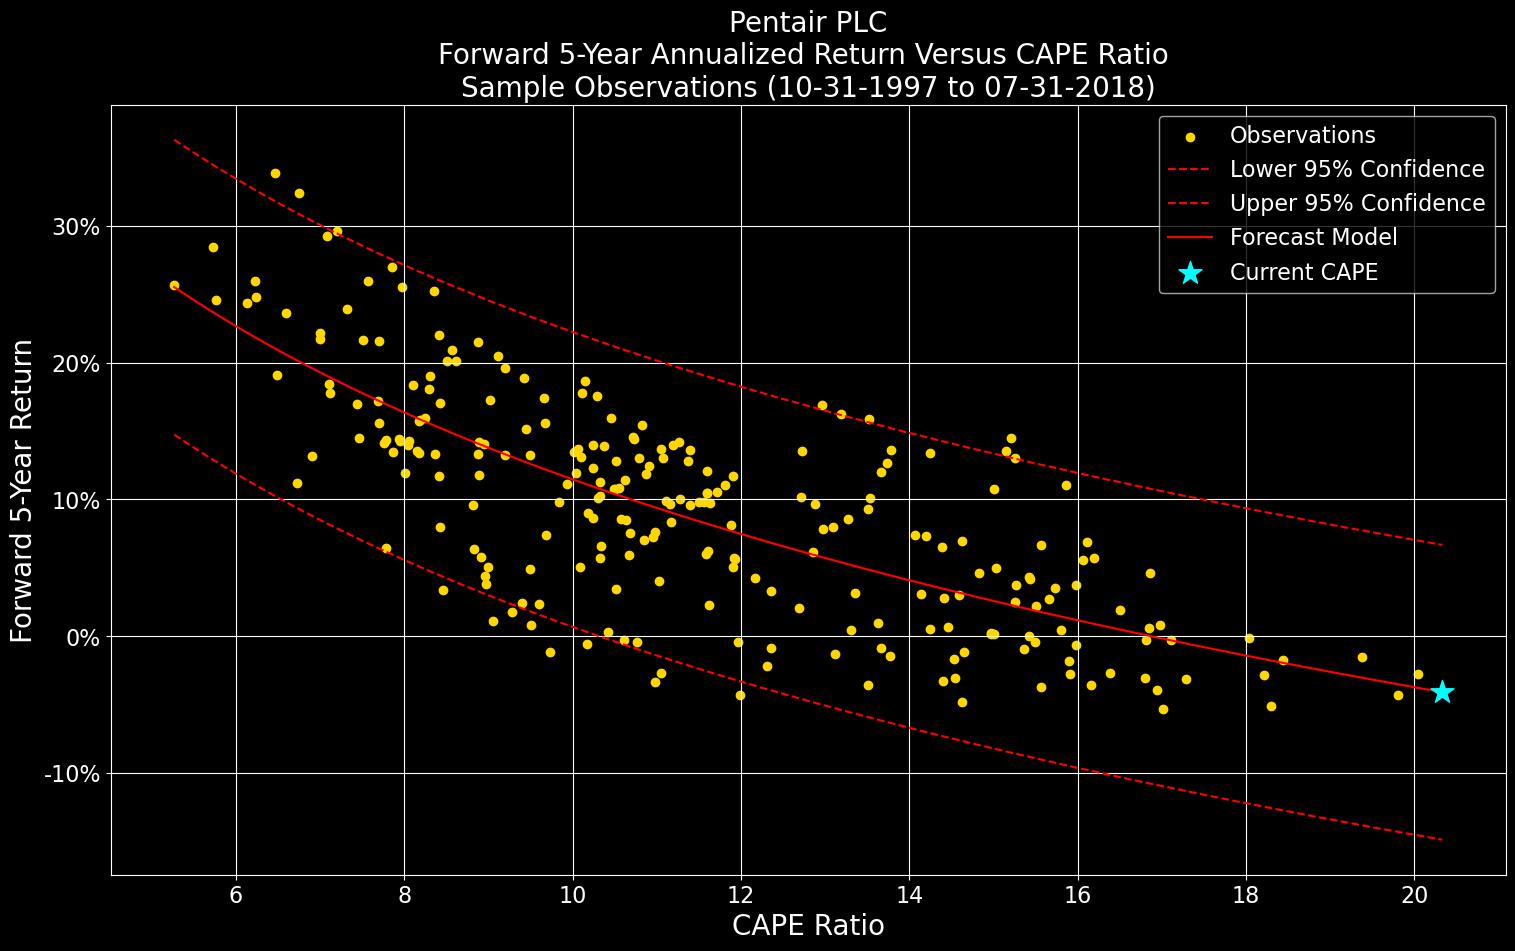 Pentair PLC
Forward 5-Year Annualized Return Versus CAPE Ratio
Sample Observations (10-31-1997 to 07-31-2018)
Observations
Lower 95% Confidence
Upper 95% Confidence
Forecast Model
Current CAPE
Forward 5-Year Return
30%
20%
10%
0%
-10%
6 8 10 12 14 16 18 20
CAPE Ratio